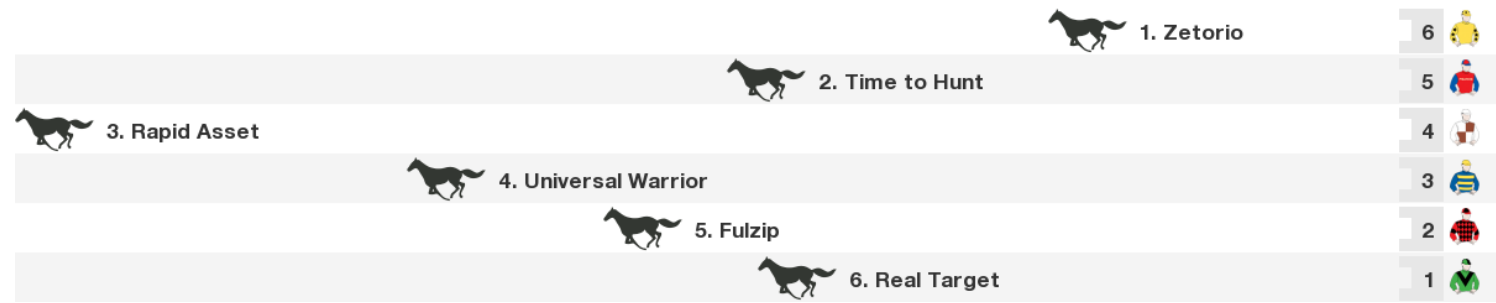 1. Zetorio 6
2. Time to Hunt 5
3. Rapid Asset 4
4. Universal Warrior 3
5. Fulzip 2
6. Real Target 1